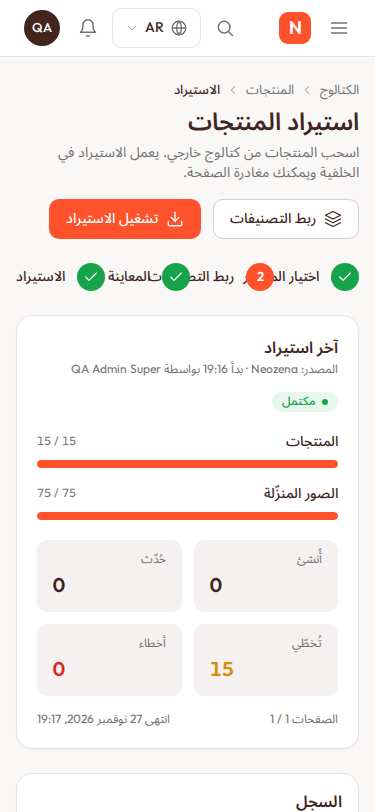 N
AR
QA
الكتالوج
المنتجات
الاستيراد
استيراد المنتجات
اسحب المنتجات من كتالوج خارجي. يعمل الاستيراد في
الخلفية ويمكنك مغادرة الصفحة.
ربط التصنيفات
تشغيل الاستيراد
اختيار
2
ربط
المعاينة
الاستيراد
آخر استيراد
المصدر: Neozena · بدأ 19:16 بواسطة QA Admin Super
مكتمل
المنتجات
15 / 15
الصور المنزّلة
75 / 75
أُنشئ
0
حُدّث
0
تُخطّي
15
أخطاء
0
الصفحات 1 / 1
انتهى 27 نوفمبر 2026, 19:17
السجل